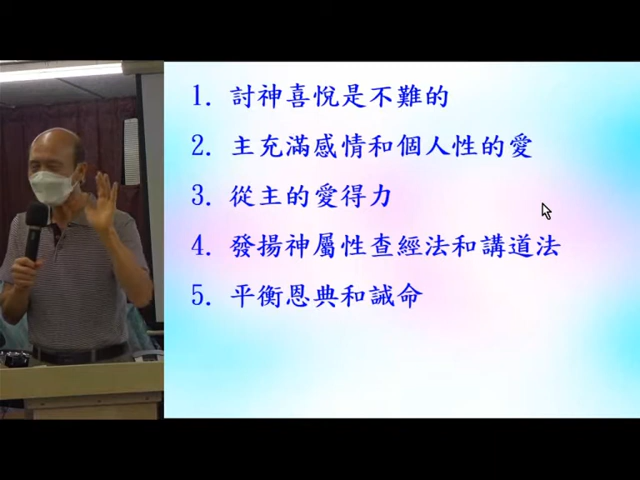 1. 討神喜悅是不難的
2. 主充滿感情和個人性的愛
3. 從主的愛得力
4. 發揚神屬性查經法和講道法
5. 平衡恩典和誡命